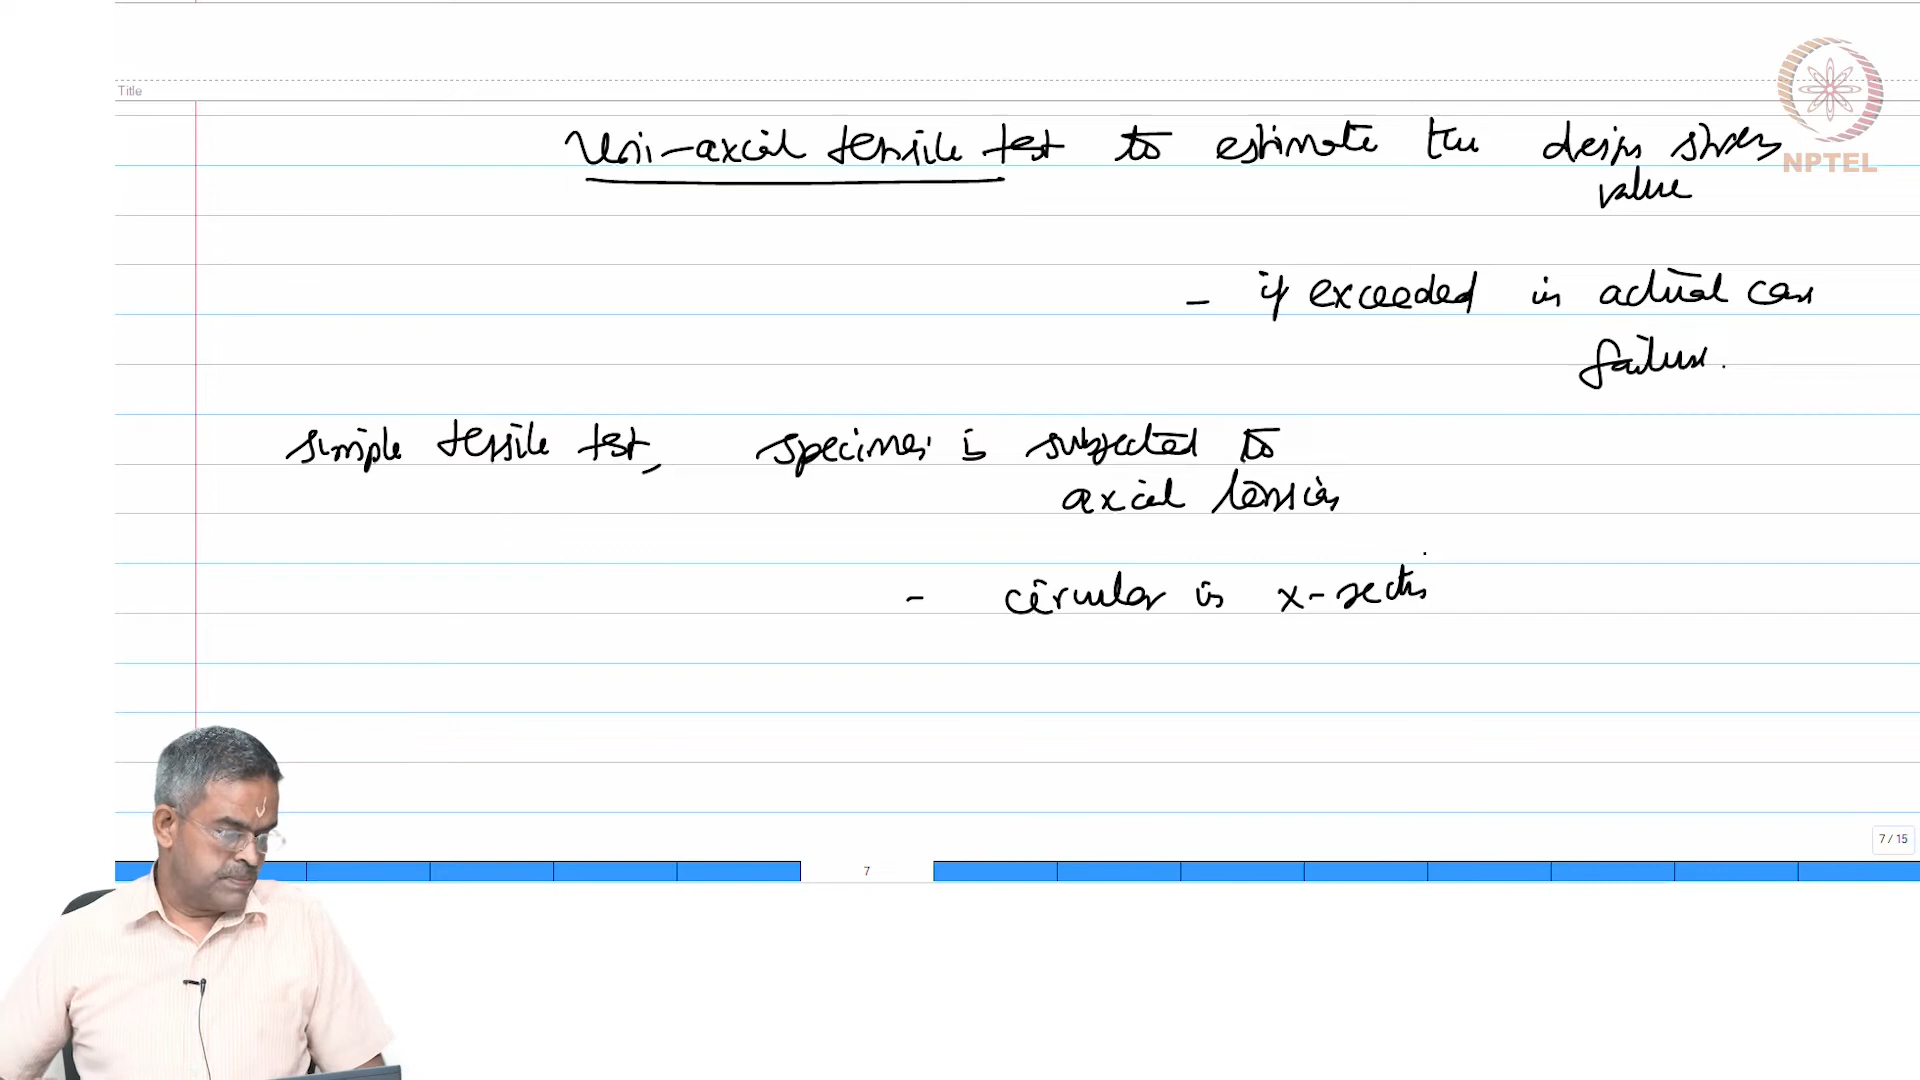 Title
Uni-axial tensile test to estimate the design stress
value
NPTEL
- if exceeded in actual case
failure.
simple tensile test, specimen is subjected to
axial tension
- circular in x-section
7/15
7